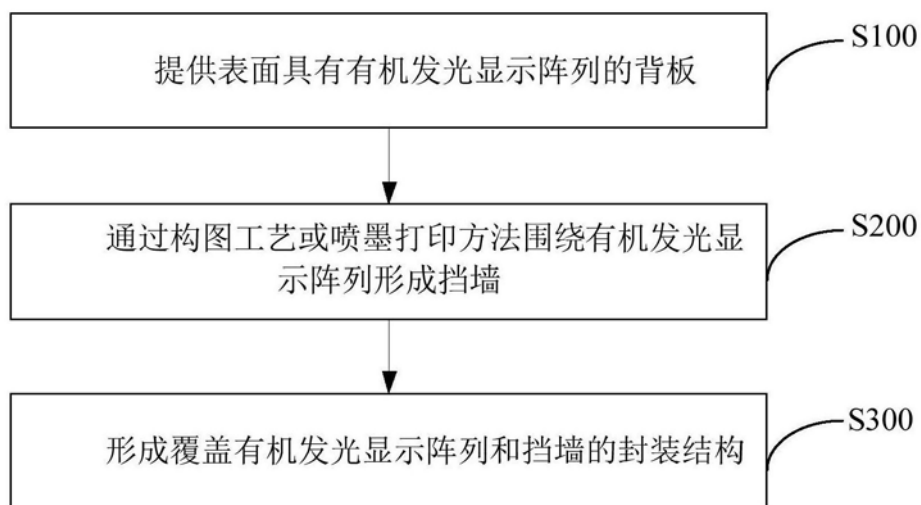 提供表面具有有机发光显示阵列的背板
S100
通过构图工艺或喷墨打印方法围绕有机发光显
示阵列形成挡墙
S200
形成覆盖有机发光显示阵列和挡墙的封装结构
S300